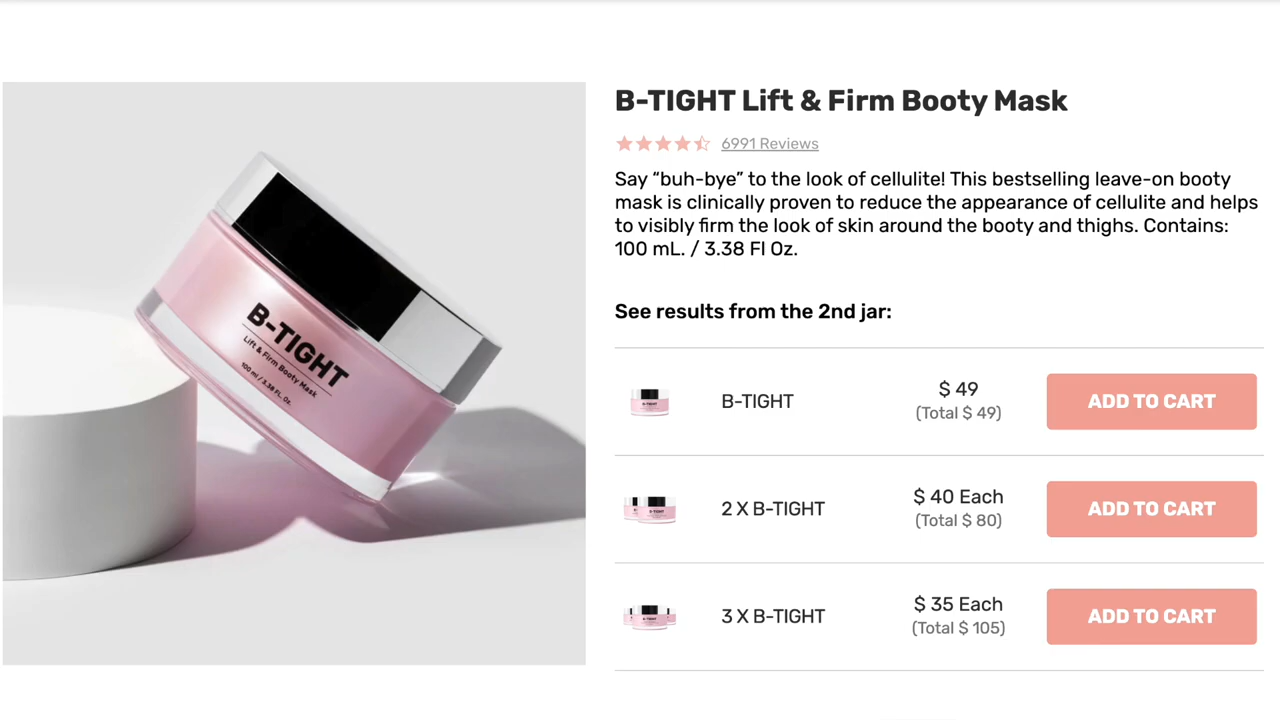 B-TIGHT Lift & Firm Booty Mask
6991 Reviews
Say “buh-bye” to the look of cellulite! This bestselling leave-on booty
mask is clinically proven to reduce the appearance of cellulite and helps
to visibly firm the look of skin around the booty and thighs. Contains:
100 mL. / 3.38 Fl Oz.
See results from the 2nd jar:
B-TIGHT
$ 49
(Total $ 49)
ADD TO CART
2 X B-TIGHT
$ 40 Each
(Total $ 80)
ADD TO CART
3 X B-TIGHT
$ 35 Each
(Total $ 105)
ADD TO CART
B-TIGHT
Lift & Firm Booty Mask
100 ml / 3.38 FL. Oz.